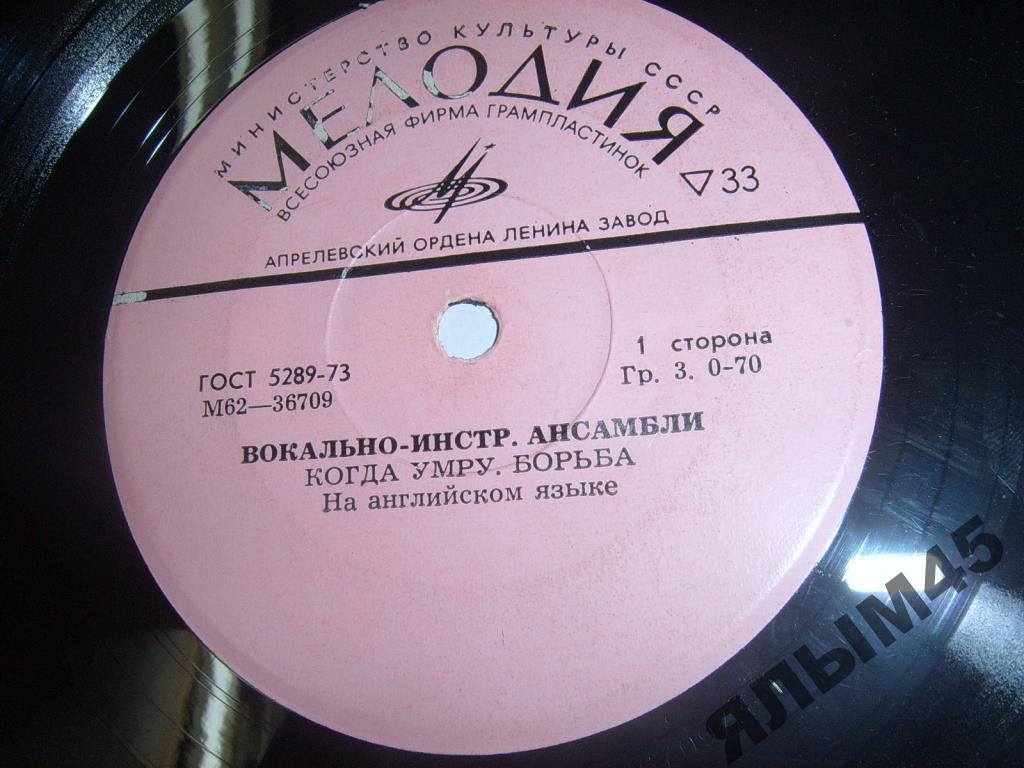 МИНИСТЕРСТВО КУЛЬТУРЫ СССР
МЕЛОДИЯ
ВСЕСОЮЗНАЯ ФИРМА ГРАМПЛАСТИНОК
▽33
АПРЕЛЕВСКИЙ ОРДЕНА ЛЕНИНА ЗАВОД
ГОСТ 5289-73
М62—36709
1 сторона
Гр. 3. 0-70
ВОКАЛЬНО-ИНСТР. АНСАМБЛИ
КОГДА УМРУ. БОРЬБА
На английском языке
ЯЛЫМ45